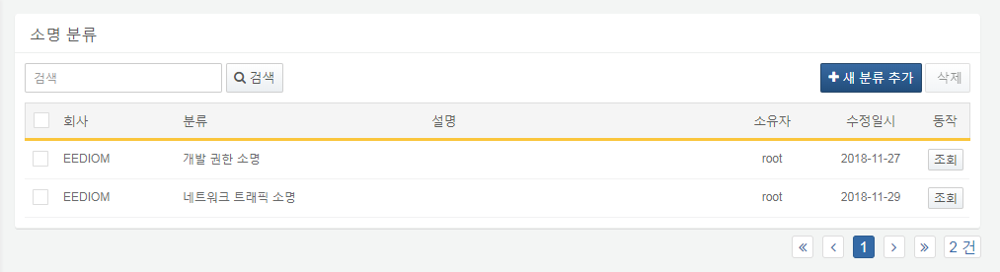 소명 분류
검색 검색 새 분류 추가 삭제
회사 분류 설명 소유자 수정일시 동작
EEDIOM 개발 권한 소명 root 2018-11-27 조회
EEDIOM 네트워크 트래픽 소명 root 2018-11-29 조회
« ‹ 1 › » 2 건